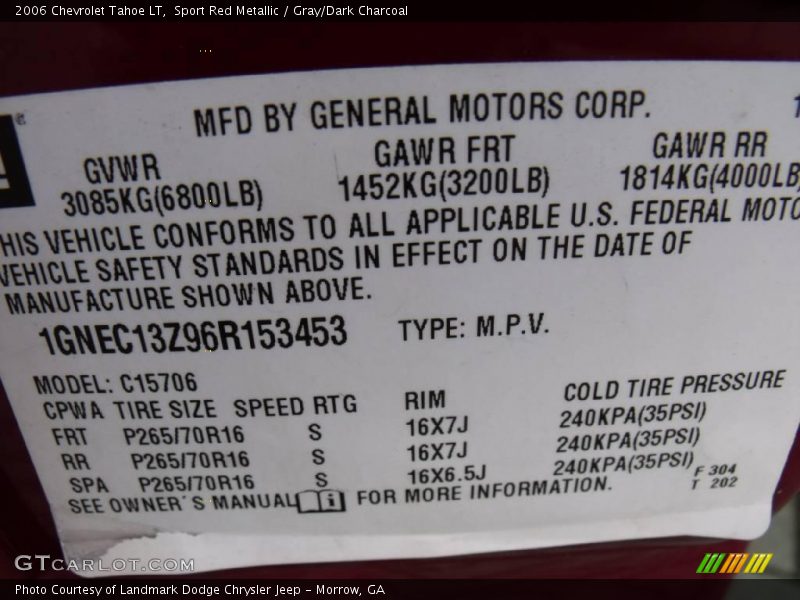 2006 Chevrolet Tahoe LT,  Sport Red Metallic / Gray/Dark Charcoal
MFD BY GENERAL MOTORS CORP.
GVWR GAWR FRT GAWR RR
3085KG(6800LB) 1452KG(3200LB) 1814KG(4000LB)
HIS VEHICLE CONFORMS TO ALL APPLICABLE U.S. FEDERAL MOTO
VEHICLE SAFETY STANDARDS IN EFFECT ON THE DATE OF
MANUFACTURE SHOWN ABOVE.
1GNEC13Z96R153453 TYPE: M.P.V.
MODEL: C15706
CPWA TIRE SIZE SPEED RTG RIM COLD TIRE PRESSURE
FRT P265/70R16 S 16X7J 240KPA(35PSI)
RR P265/70R16 S 16X7J 240KPA(35PSI)
SPA P265/70R16 S 16X6.5J 240KPA(35PSI)
SEE OWNER'S MANUAL i FOR MORE INFORMATION.
F 304
T 202
GTcarlot.com
Photo Courtesy of Landmark Dodge Chrysler Jeep - Morrow, GA